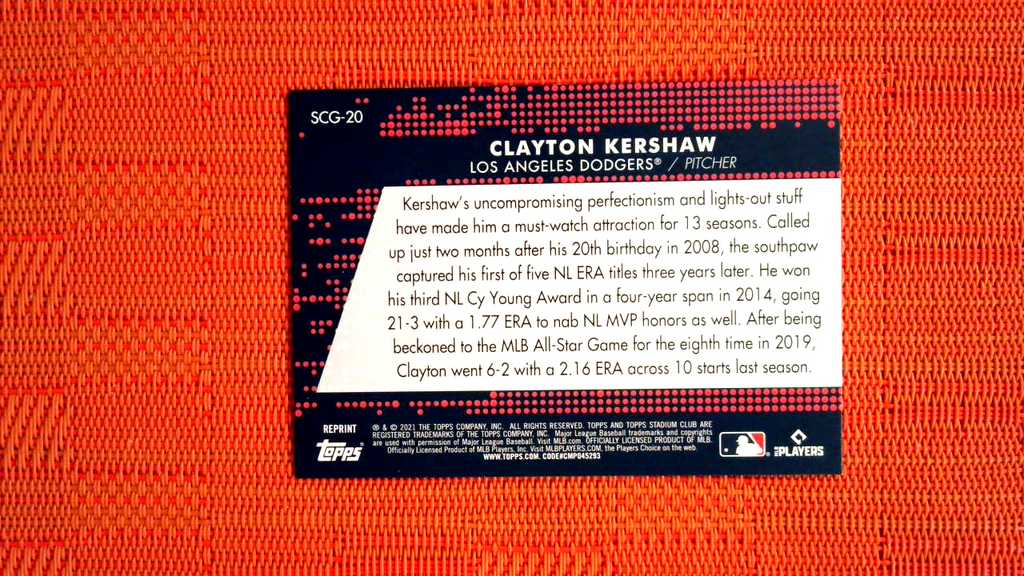 SCG-20
CLAYTON KERSHAW
LOS ANGELES DODGERS® / PITCHER
Kershaw's uncompromising perfectionism and lights-out stuff
have made him a must-watch attraction for 13 seasons. Called
up just two months after his 20th birthday in 2008, the southpaw
captured his first of five NL ERA titles three years later. He won
his third NL Cy Young Award in a four-year span in 2014, going
21-3 with a 1.77 ERA to nab NL MVP honors as well. After being
beckoned to the MLB All-Star Game for the eighth time in 2019,
Clayton went 6-2 with a 2.16 ERA across 10 starts last season.
REPRINT
Topps
® & © 2021 THE TOPPS COMPANY, INC. ALL RIGHTS RESERVED. TOPPS AND TOPPS STADIUM CLUB ARE
REGISTERED TRADEMARKS OF THE TOPPS COMPANY, INC. Major League Baseball trademarks and copyrights
are used with permission of Major League Baseball. Visit MLB.com. OFFICIALLY LICENSED PRODUCT OF MLB.
Officially Licensed Product of MLB Players, Inc. Visit MLBPLAYERS.COM, the Players Choice on the web.
WWW.TOPPS.COM. CODE#CMP045293
MLB PLAYERS